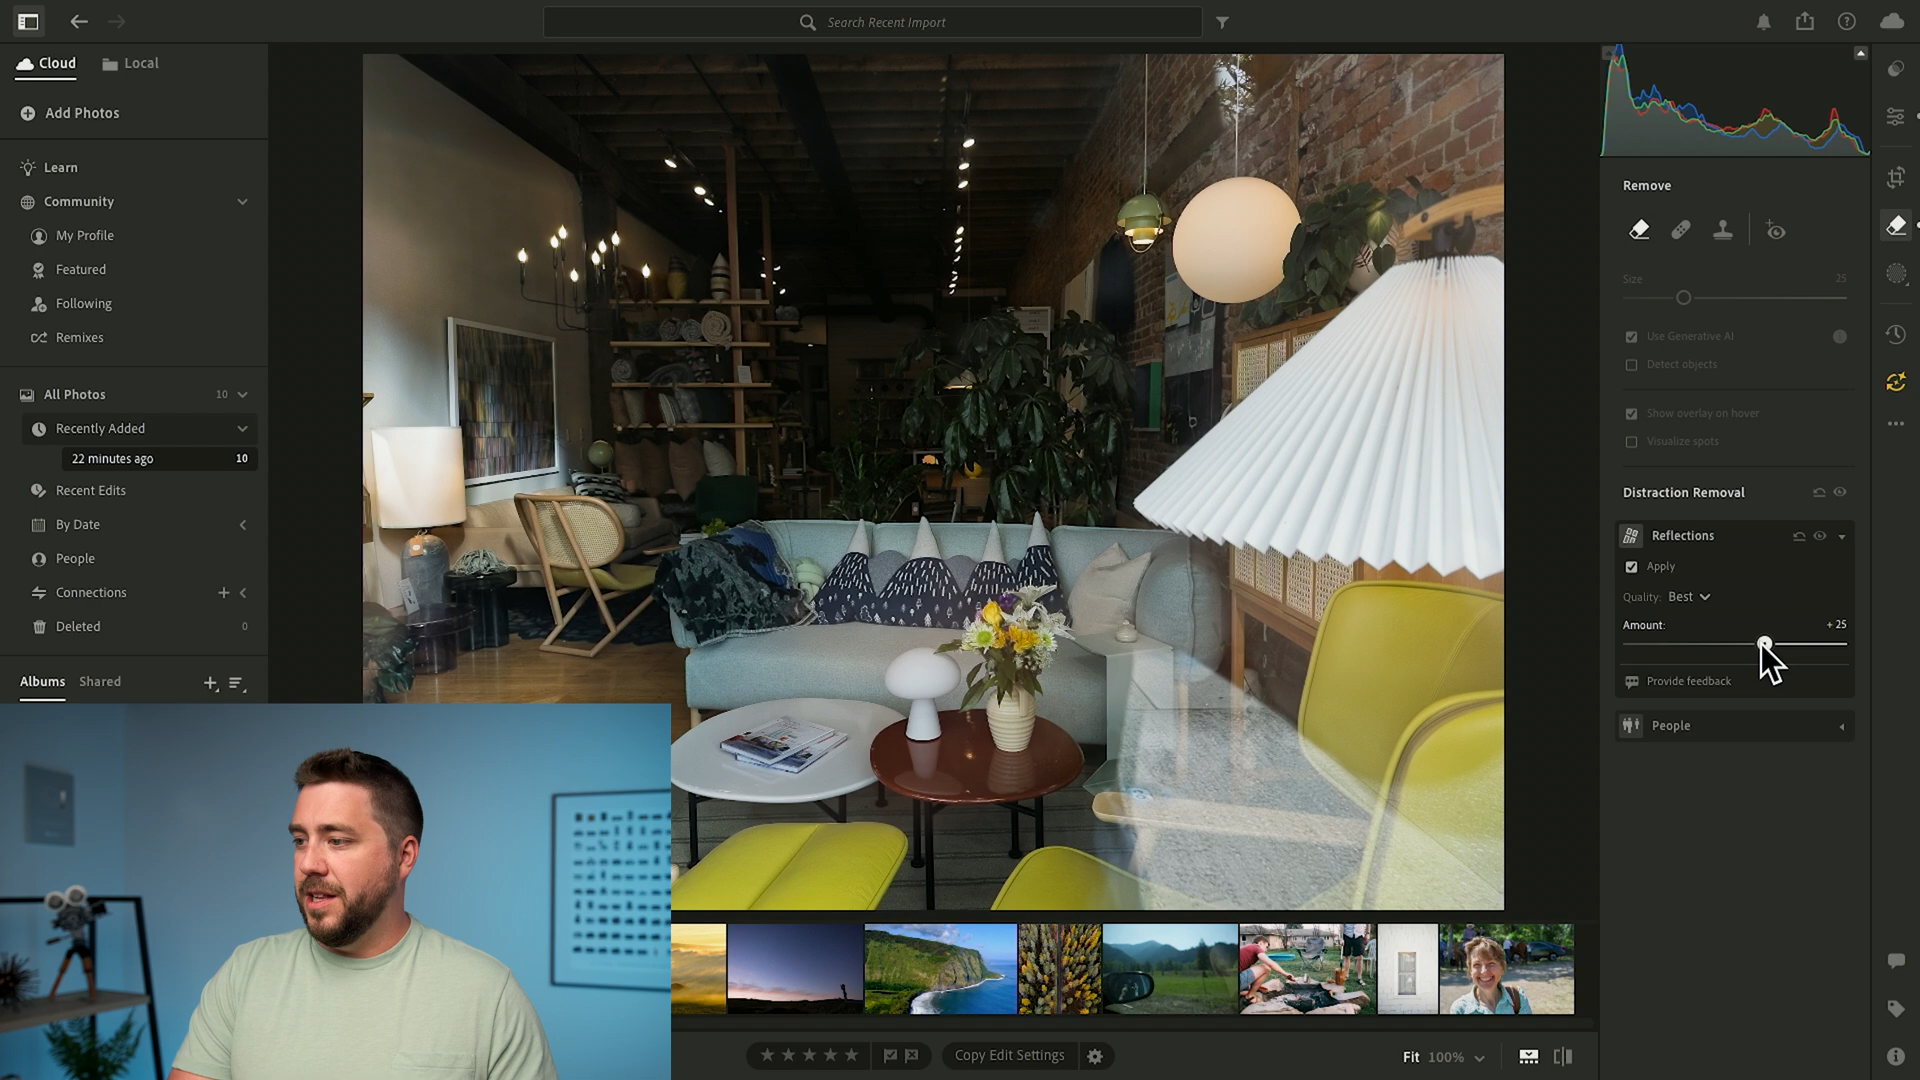 Search Recent Import
Cloud
Local
Add Photos
Learn
Community
My Profile
Featured
Following
Remixes
All Photos
10
Recently Added
22 minutes ago
10
Recent Edits
By Date
People
Connections
Deleted
0
Albums
Shared
Remove
Size
25
Use Generative AI
Detect objects
Show overlay on hover
Visualize spots
Distraction Removal
Reflections
Apply
Quality: Best
Amount:
+ 25
Provide feedback
People
Copy Edit Settings
Fit
100%